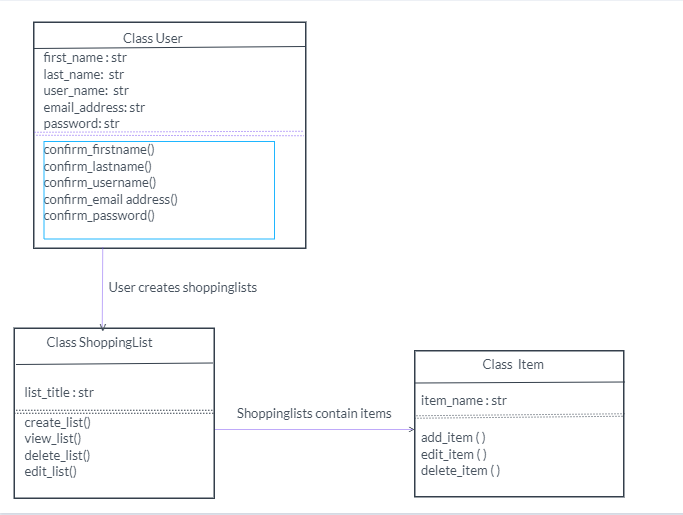 Class User
first_name : str
last_name: str
user_name: str
email_address: str
password: str
confirm_firstname()
confirm_lastname()
confirm_username()
confirm_email address()
confirm_password()
User creates shoppinglists
Class ShoppingList
list_title : str
create_list()
view_list()
delete_list()
edit_list()
Shoppinglists contain items
Class Item
item_name : str
add_item ( )
edit_item ( )
delete_item ( )